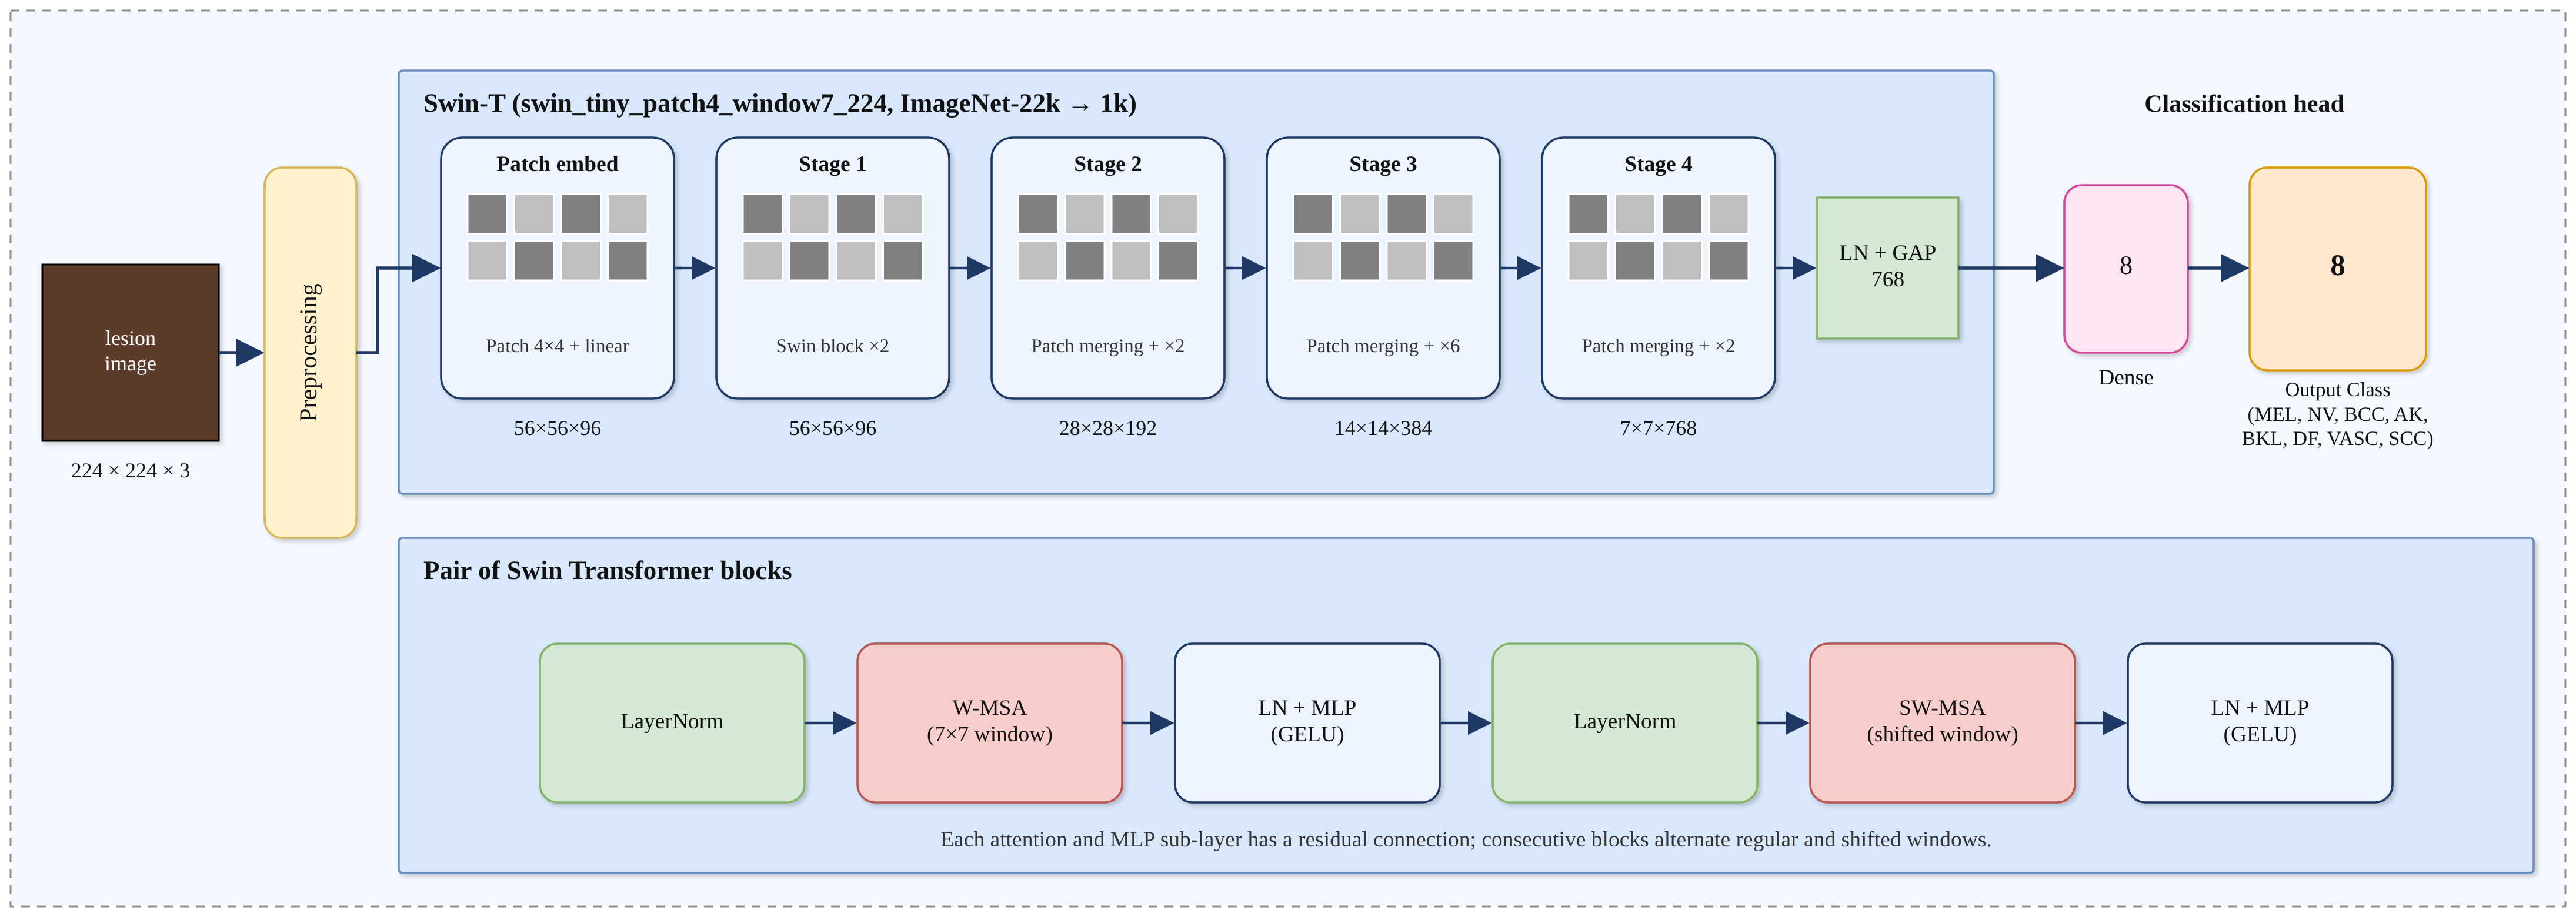 Swin-T (swin_tiny_patch4_window7_224, ImageNet-22k → 1k)
Classification head
lesion
image
224 × 224 × 3
Preprocessing
Patch embed
Patch 4×4 + linear
56×56×96
Stage 1
Swin block ×2
56×56×96
Stage 2
Patch merging + ×2
28×28×192
Stage 3
Patch merging + ×6
14×14×384
Stage 4
Patch merging + ×2
7×7×768
LN + GAP
768
8
Dense
8
Output Class
(MEL, NV, BCC, AK,
BKL, DF, VASC, SCC)
Pair of Swin Transformer blocks
LayerNorm
W-MSA
(7×7 window)
LN + MLP
(GELU)
LayerNorm
SW-MSA
(shifted window)
LN + MLP
(GELU)
Each attention and MLP sub-layer has a residual connection; consecutive blocks alternate regular and shifted windows.